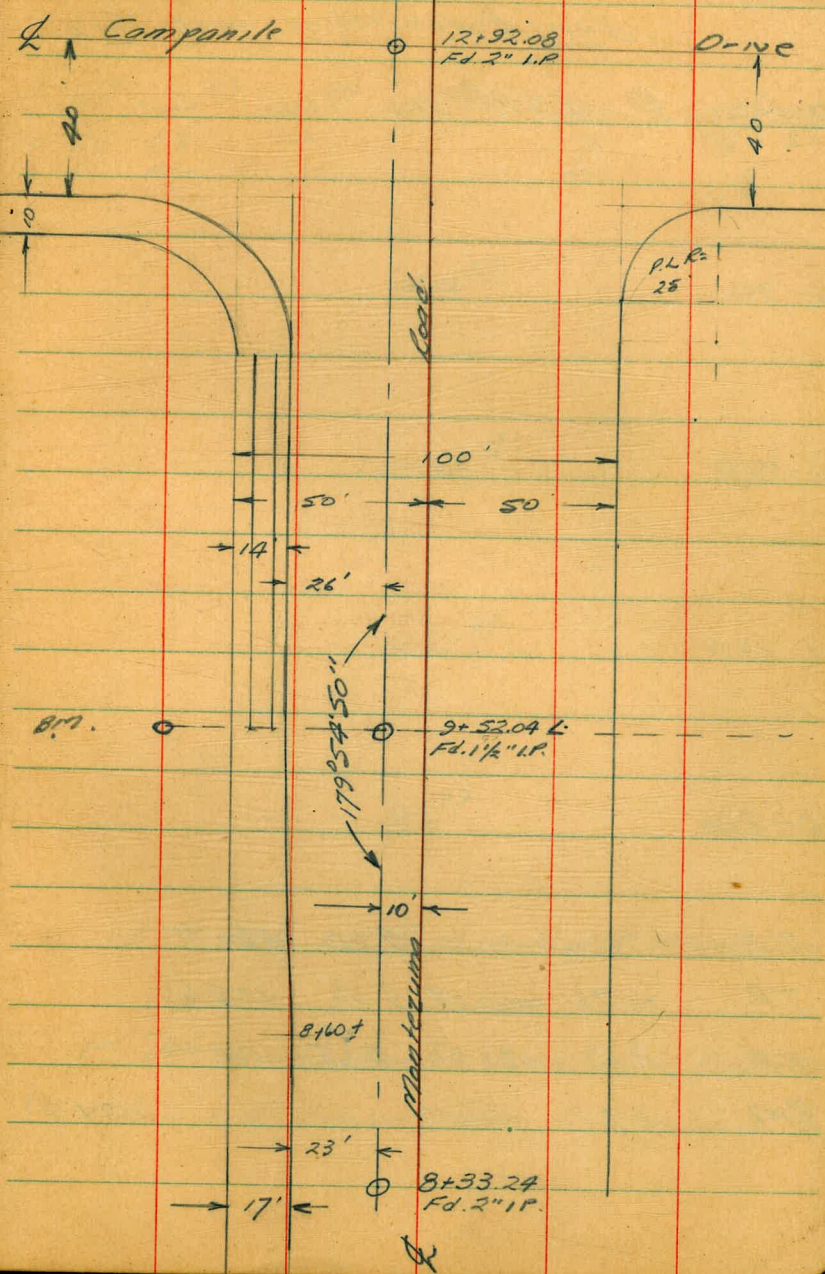 ℄ Campanile
12+92.08
Fd. 2" I.P.
Drive
40
40
10
P.L R=
25
Road
100'
50'
50
14
26'
179°54'50"
B.M.
9+52.04 L.
Fd. 1½" I.P.
10'
Montezuma
8+60±
23'
8+33.24
Fd. 2" I.P.
17'
℄